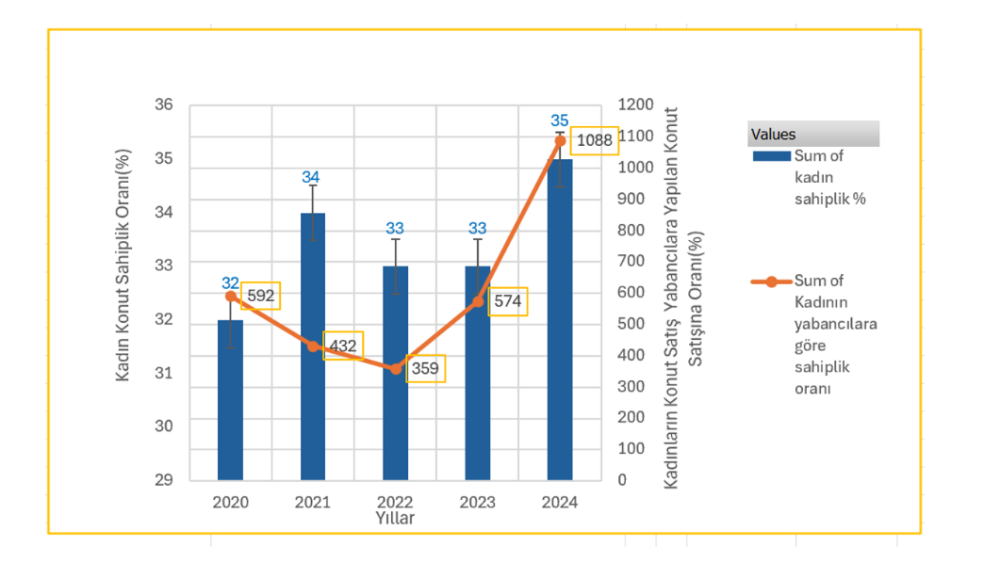 Kadın Konut Sahiplik Oranı(%)
36
35
34
33
32
31
30
29
32
34
33
33
35
592
432
359
574
1088
1200
1100
1000
900
800
700
600
500
400
300
200
100
0
Kadınların Konut Satış Yabancılara Yapılan Konut
Satışına Oranı(%)
2020
2021
2022
2023
2024
Yıllar
Values
Sum of
kadın
sahiplik %
Sum of
Kadının
yabancılara
göre
sahiplik
oranı